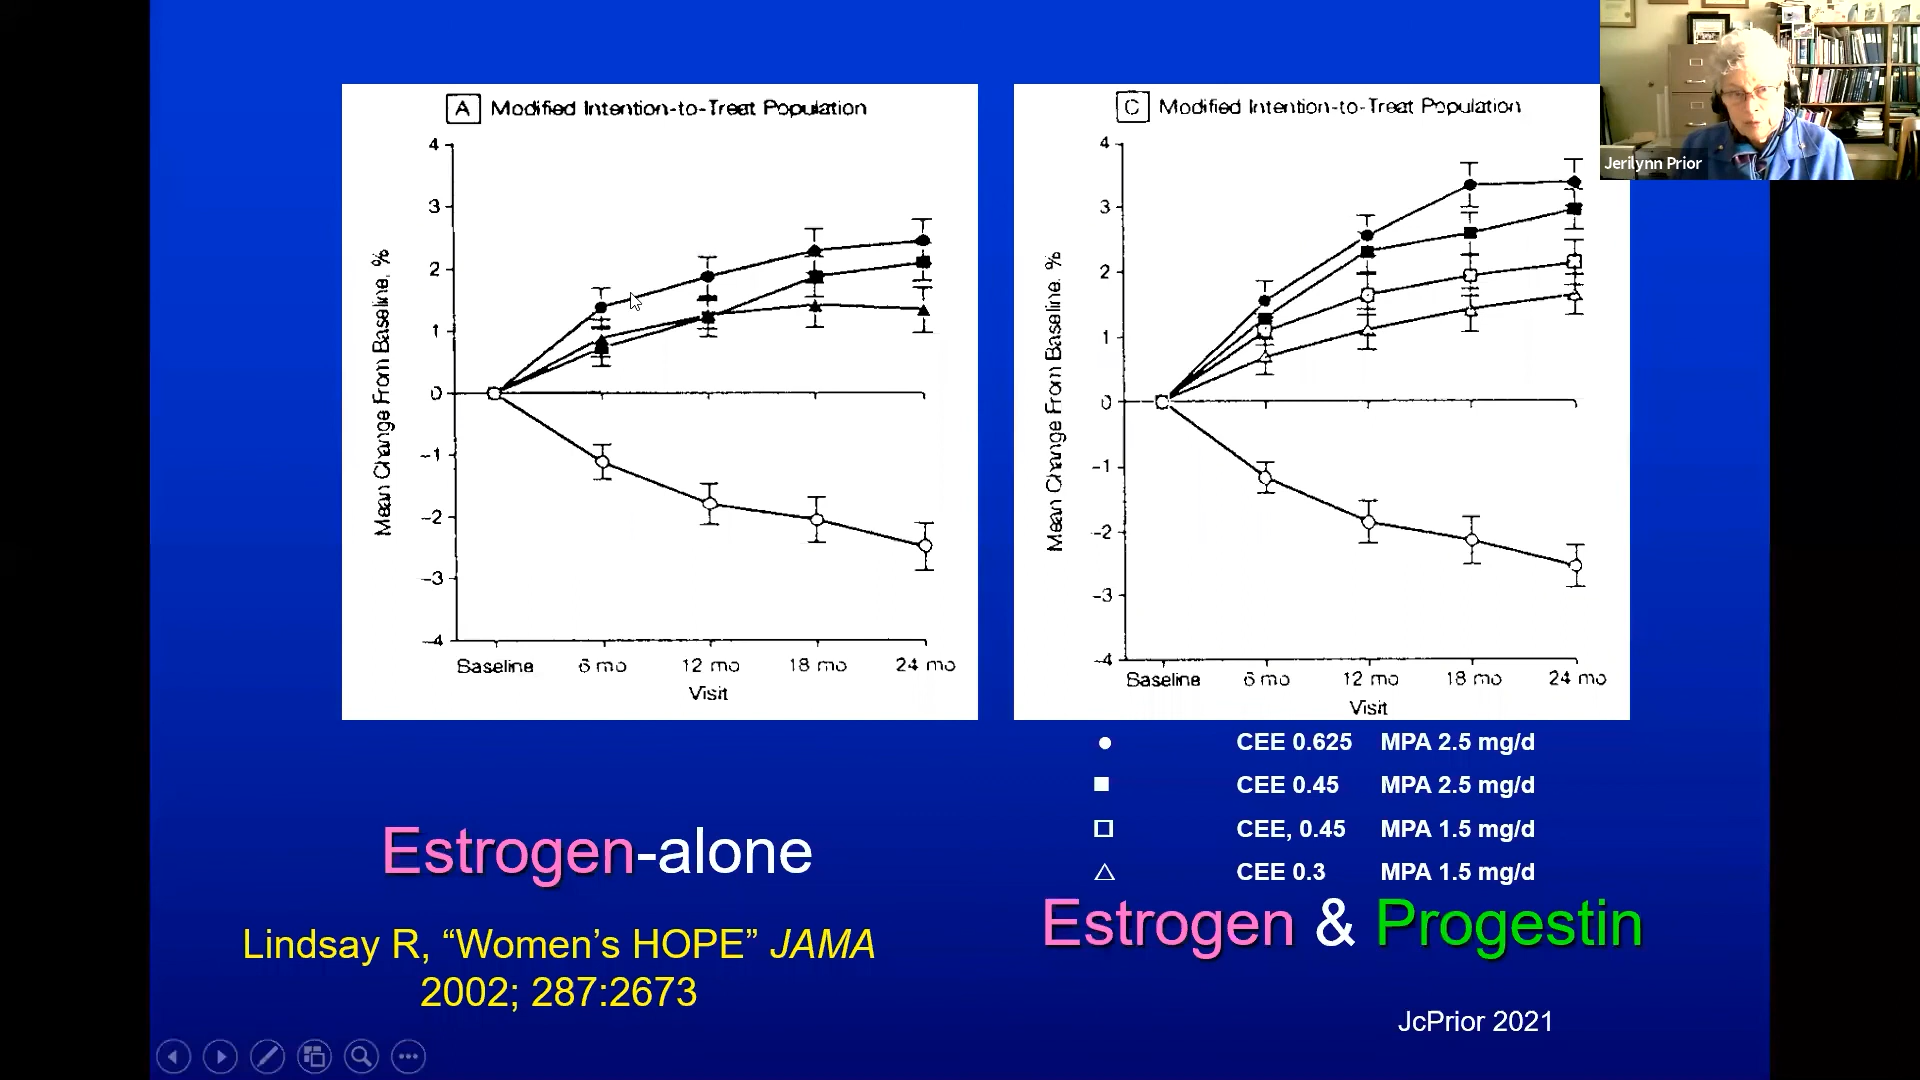 A Modified Intention-to-Treat Population
4
3
2
1
0
-1
-2
-3
-4
Mean Change From Baseline, %
Baseline 6 mo 12 mo 18 mo 24 mo
Visit
C Modified Intention-to-Treat Population
4
3
2
1
0
-1
-2
-3
-4
Mean Change From Baseline, %
Baseline 6 mo 12 mo 18 mo 24 mo
Visit
Jerilynn Prior
CEE 0.625 MPA 2.5 mg/d
CEE 0.45 MPA 2.5 mg/d
CEE, 0.45 MPA 1.5 mg/d
CEE 0.3 MPA 1.5 mg/d
Estrogen-alone
Estrogen & Progestin
Lindsay R, “Women’s HOPE” JAMA
2002; 287:2673
JcPrior 2021